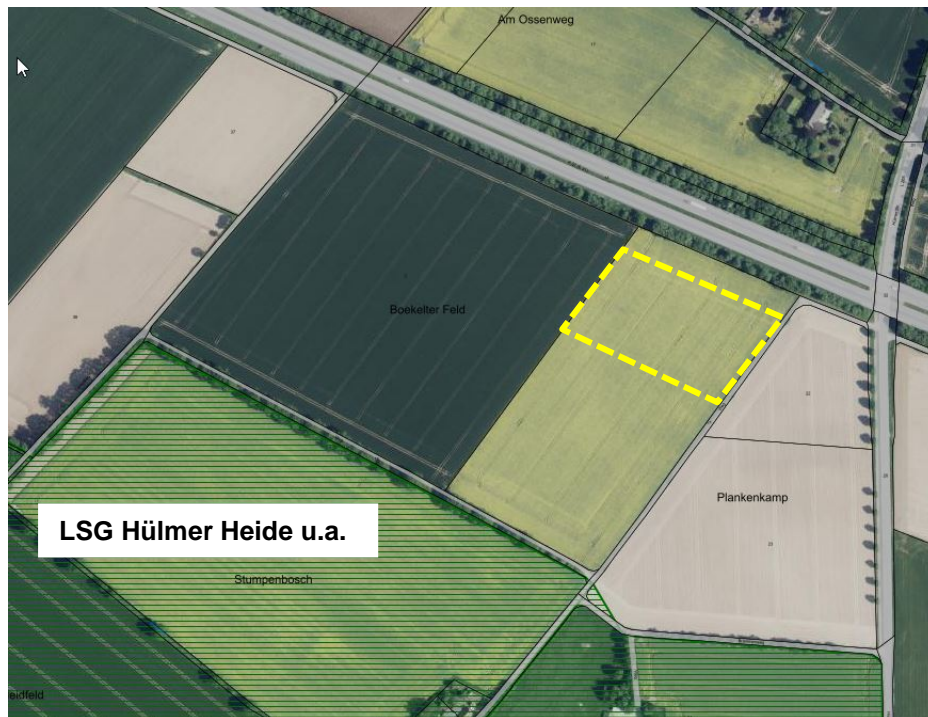 Am Ossenweg
Boekelter Feld
Plankenkamp
LSG Hülmer Heide u.a.
Stumpenbosch
eidfeld